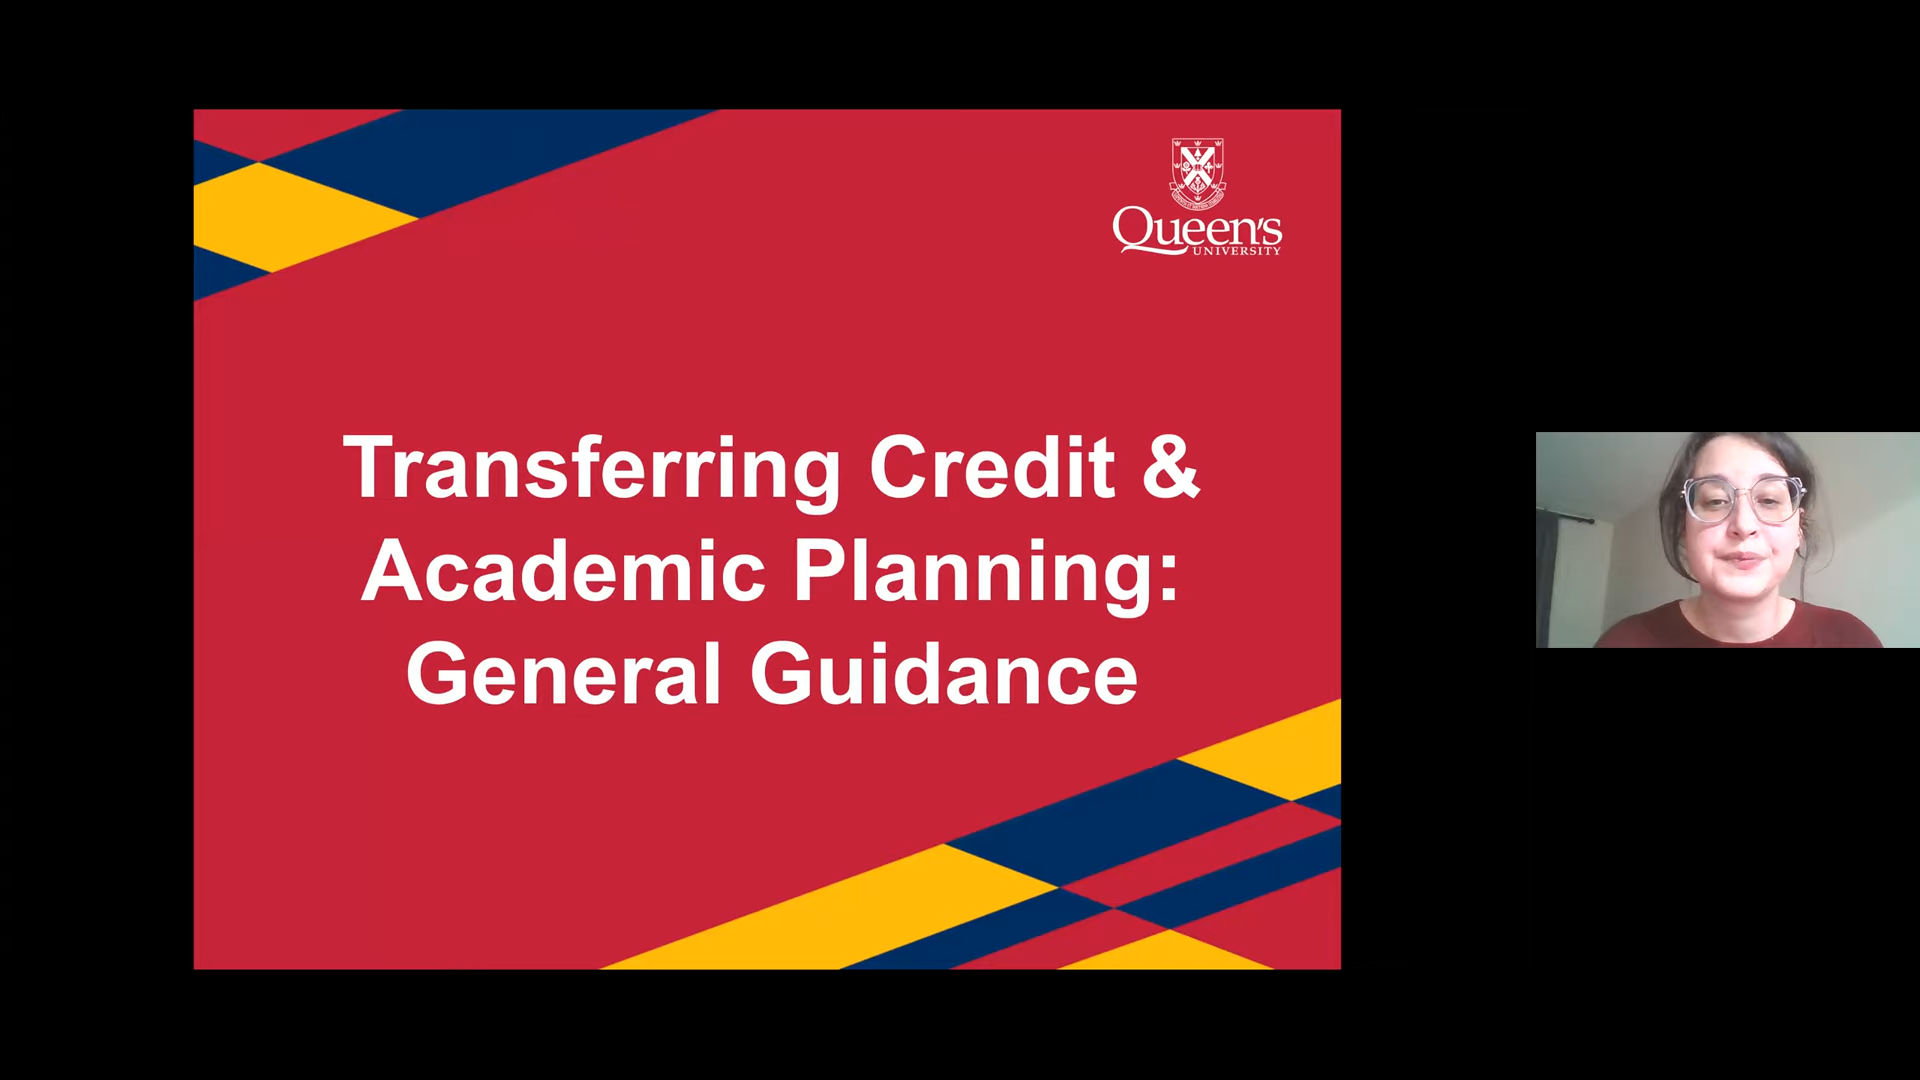 Queen's
UNIVERSITY
Transferring Credit &
Academic Planning:
General Guidance